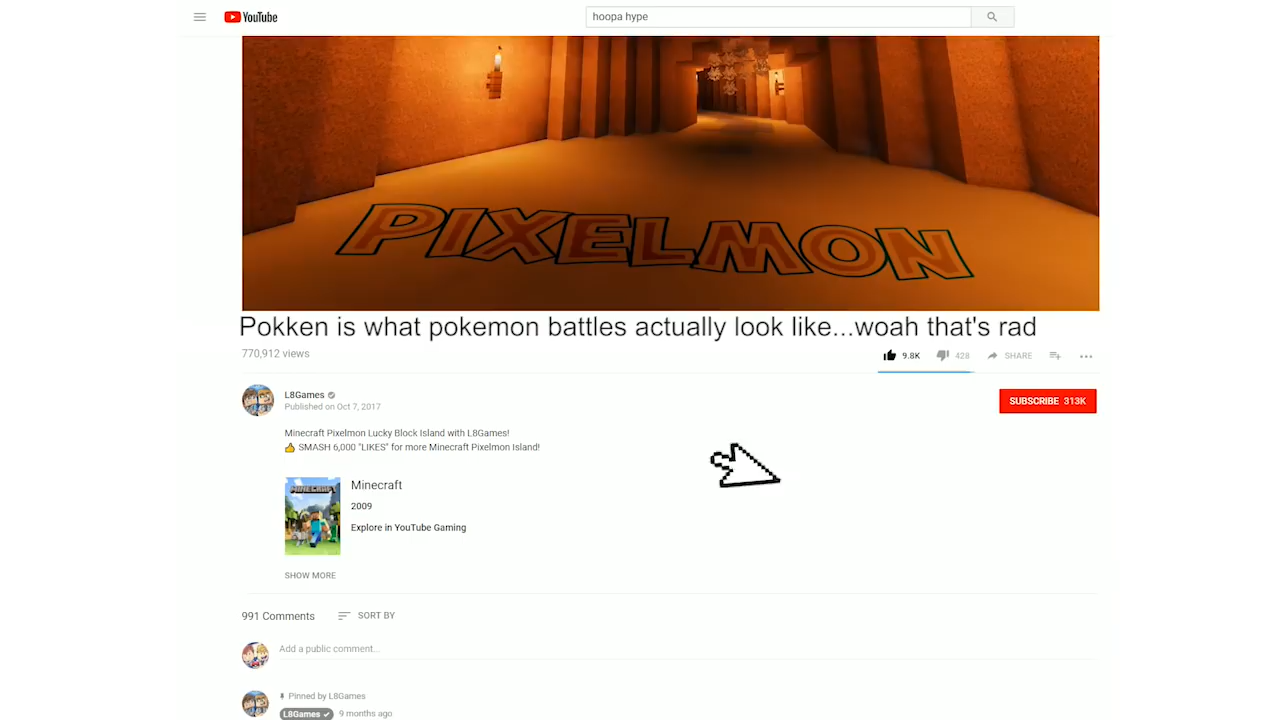 YouTube
hoopa hype
PIXELMON
Pokken is what pokemon battles actually look like...woah that's rad
770,912 views
9.8K
428
SHARE
L8Games
Published on Oct 7, 2017
SUBSCRIBE 313K
Minecraft Pixelmon Lucky Block Island with L8Games!
👍 SMASH 6,000 "LIKES" for more Minecraft Pixelmon Island!
MINECRAFT
Minecraft
2009
Explore in YouTube Gaming
SHOW MORE
991 Comments
SORT BY
Add a public comment...
Pinned by L8Games
L8Games
9 months ago